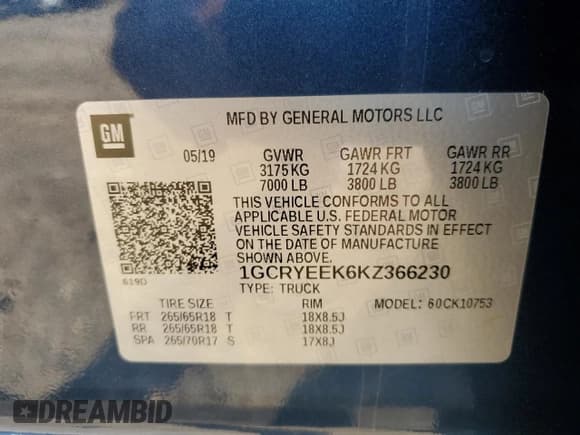 GM
MFD BY GENERAL MOTORS LLC
05/19 GVWR GAWR FRT GAWR RR
3175 KG 1724 KG 1724 KG
7000 LB 3800 LB 3800 LB
THIS VEHICLE CONFORMS TO ALL
APPLICABLE U.S. FEDERAL MOTOR
VEHICLE SAFETY STANDARDS IN EFFECT
ON THE DATE OF MANUFACTURE
SHOWN ABOVE.
619D 1GCRYEEK6KZ366230
TYPE: TRUCK
TIRE SIZE RIM MODEL: 60CK10753
FRT 265/65R18 T 18X8.5J
RR 265/65R18 T 18X8.5J
SPA 265/70R17 S 17X8J
DREAMBID